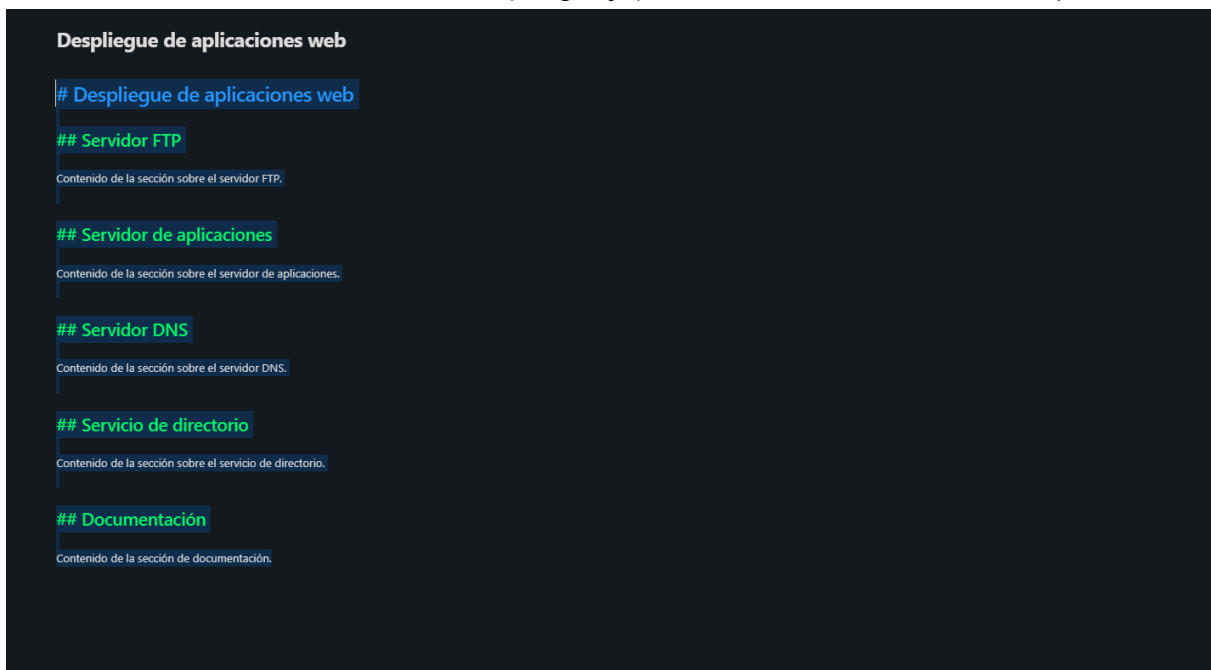 Despliegue de aplicaciones web
# Despliegue de aplicaciones web
## Servidor FTP
Contenido de la sección sobre el servidor FTP.
## Servidor de aplicaciones
Contenido de la sección sobre el servidor de aplicaciones.
## Servidor DNS
Contenido de la sección sobre el servidor DNS.
## Servicio de directorio
Contenido de la sección sobre el servicio de directorio.
## Documentación
Contenido de la sección de documentación.